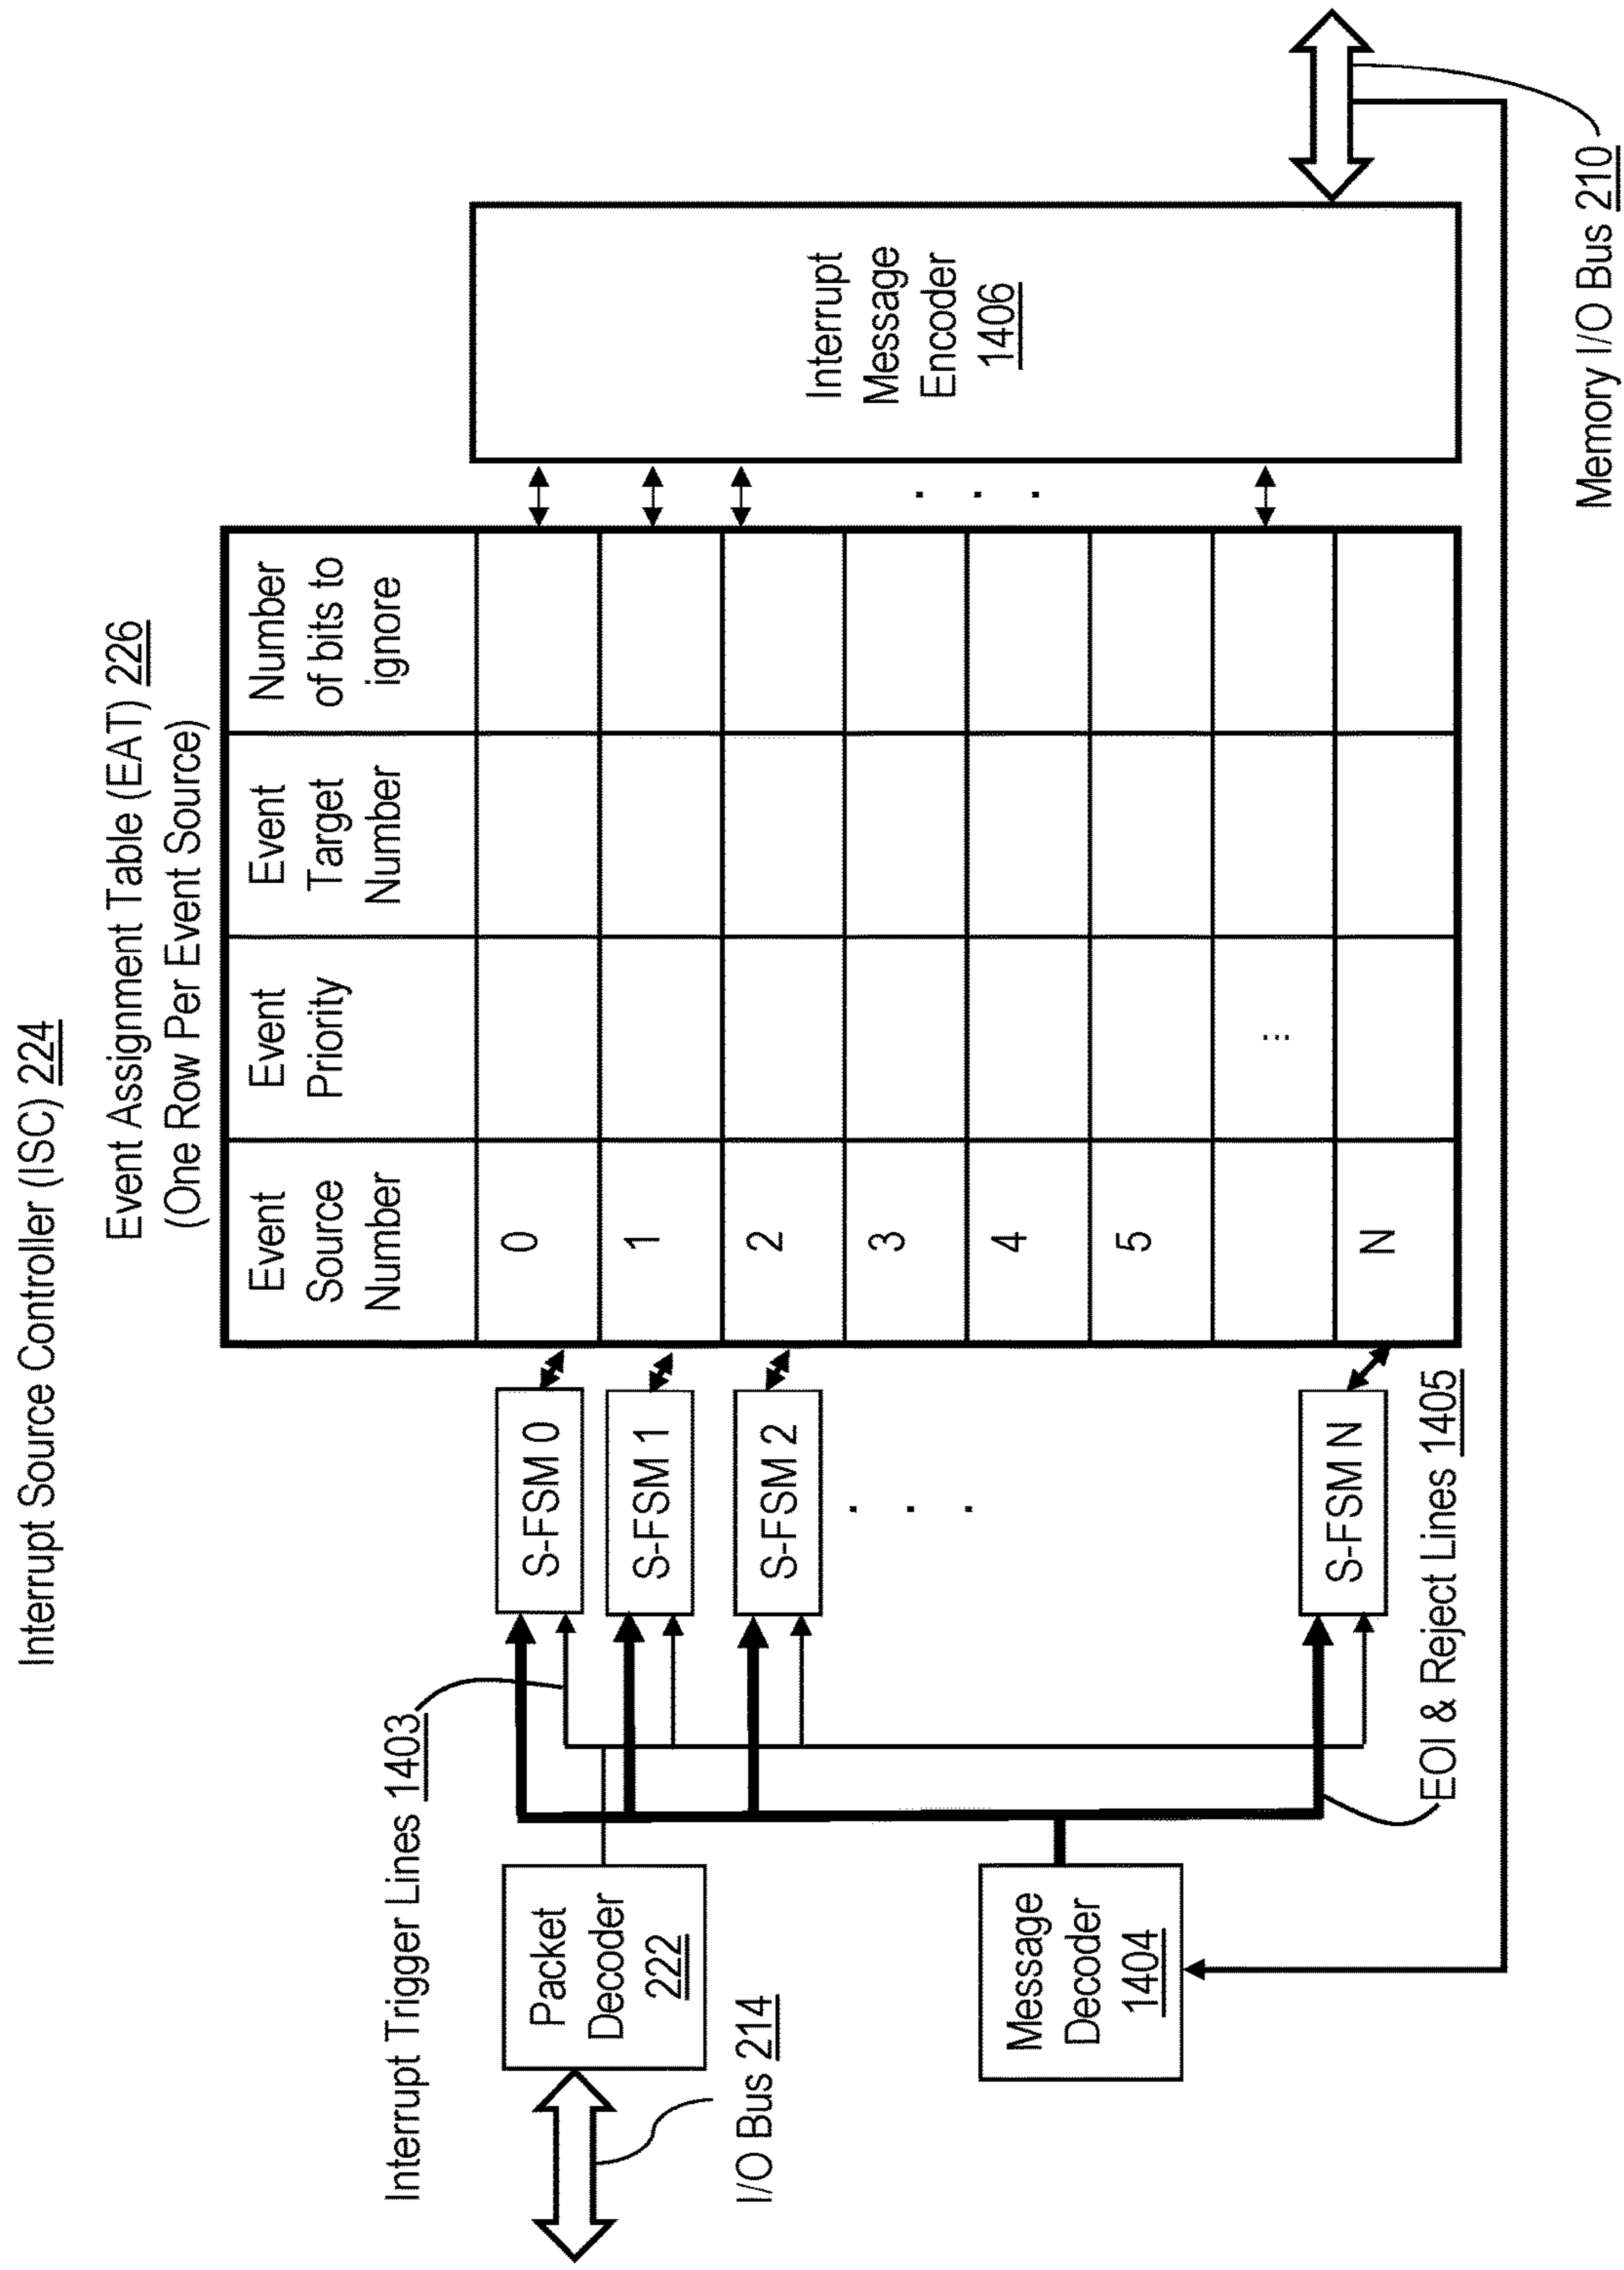 Interrupt Source Controller (ISC) 224
Event Assignment Table (EAT) 226
(One Row Per Event Source)
Event
Source
Number
Event
Priority
Event
Target
Number
Number
of bits to
ignore
0
1
2
3
4
5
...
N
Interrupt Trigger Lines 1403
Packet
Decoder
222
I/O Bus 214
S-FSM 0
S-FSM 1
S-FSM 2
. . .
S-FSM N
Message
Decoder
1404
EOI & Reject Lines 1405
. . .
Interrupt
Message
Encoder
1406
Memory I/O Bus 210